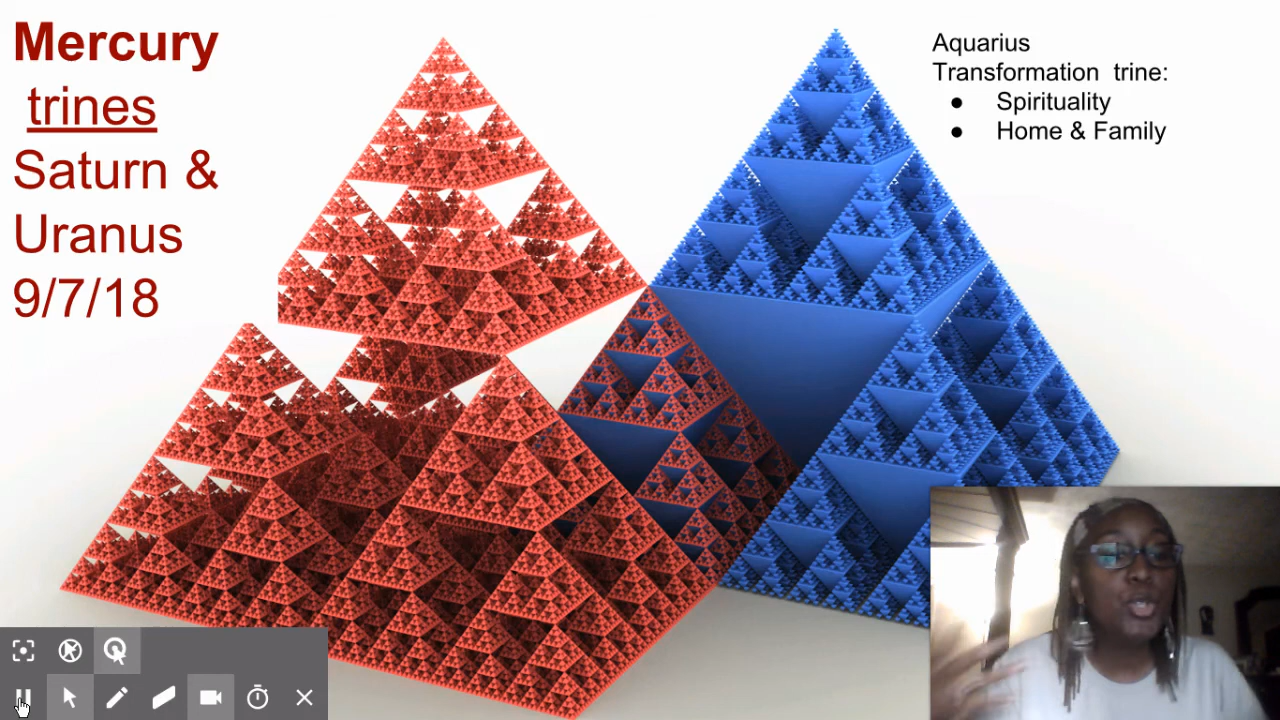 Mercury
trines
Saturn &
Uranus
9/7/18
Aquarius
Transformation trine:
● Spirituality
● Home & Family